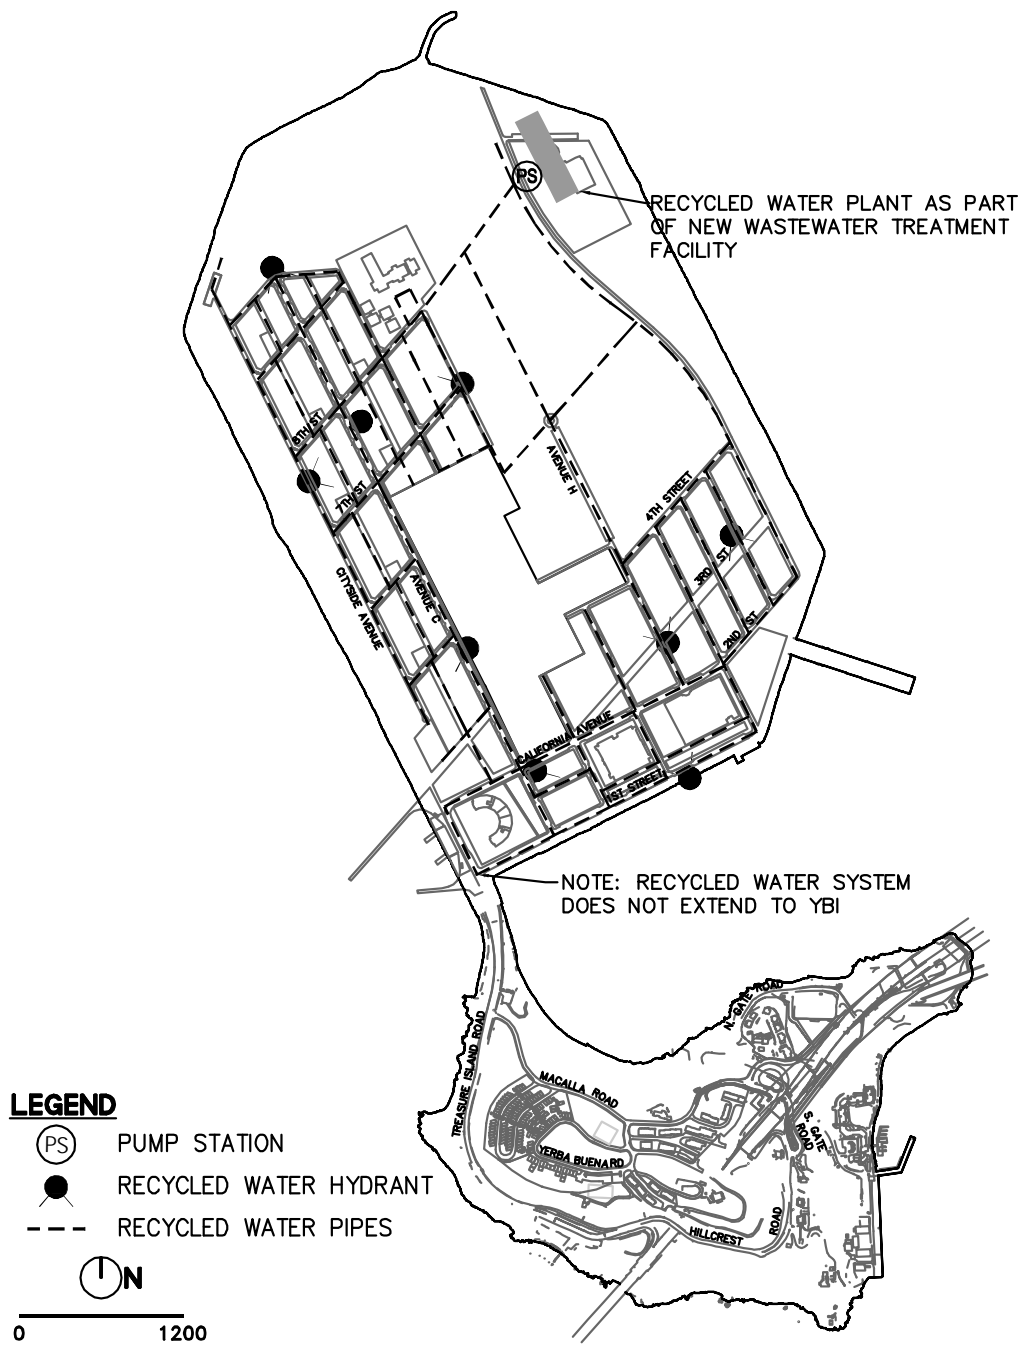 PS
RECYCLED WATER PLANT AS PART
OF NEW WASTEWATER TREATMENT
FACILITY
8TH ST
7TH ST
AVENUE H
4TH STREET
3RD ST
2ND ST
CITYSIDE AVENUE
AVENUE C
CALIFORNIA AVENUE
1ST STREET
NOTE: RECYCLED WATER SYSTEM
DOES NOT EXTEND TO YBI
N. GATE ROAD
TREASURE ISLAND ROAD
MACALLA ROAD
S. GATE
ROAD
YERBA BUENARD
HILLCREST ROAD
LEGEND
PS PUMP STATION
RECYCLED WATER HYDRANT
RECYCLED WATER PIPES
N
0 1200